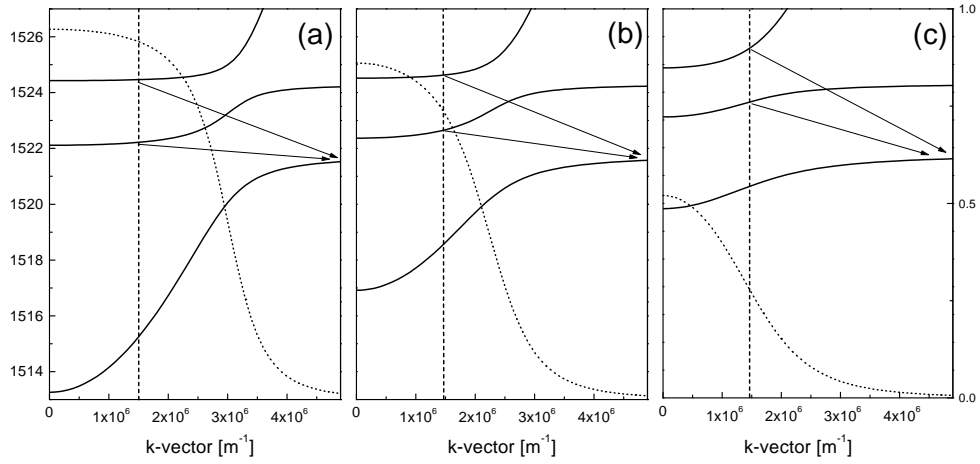 (a) (b) (c)
1526
1524
1522
1520
1518
1516
1514
1.0
0.5
0.0
0 1x10⁶ 2x10⁶ 3x10⁶ 4x10⁶
0 1x10⁶ 2x10⁶ 3x10⁶ 4x10⁶
0 1x10⁶ 2x10⁶ 3x10⁶ 4x10⁶
k-vector [m⁻¹] k-vector [m⁻¹] k-vector [m⁻¹]